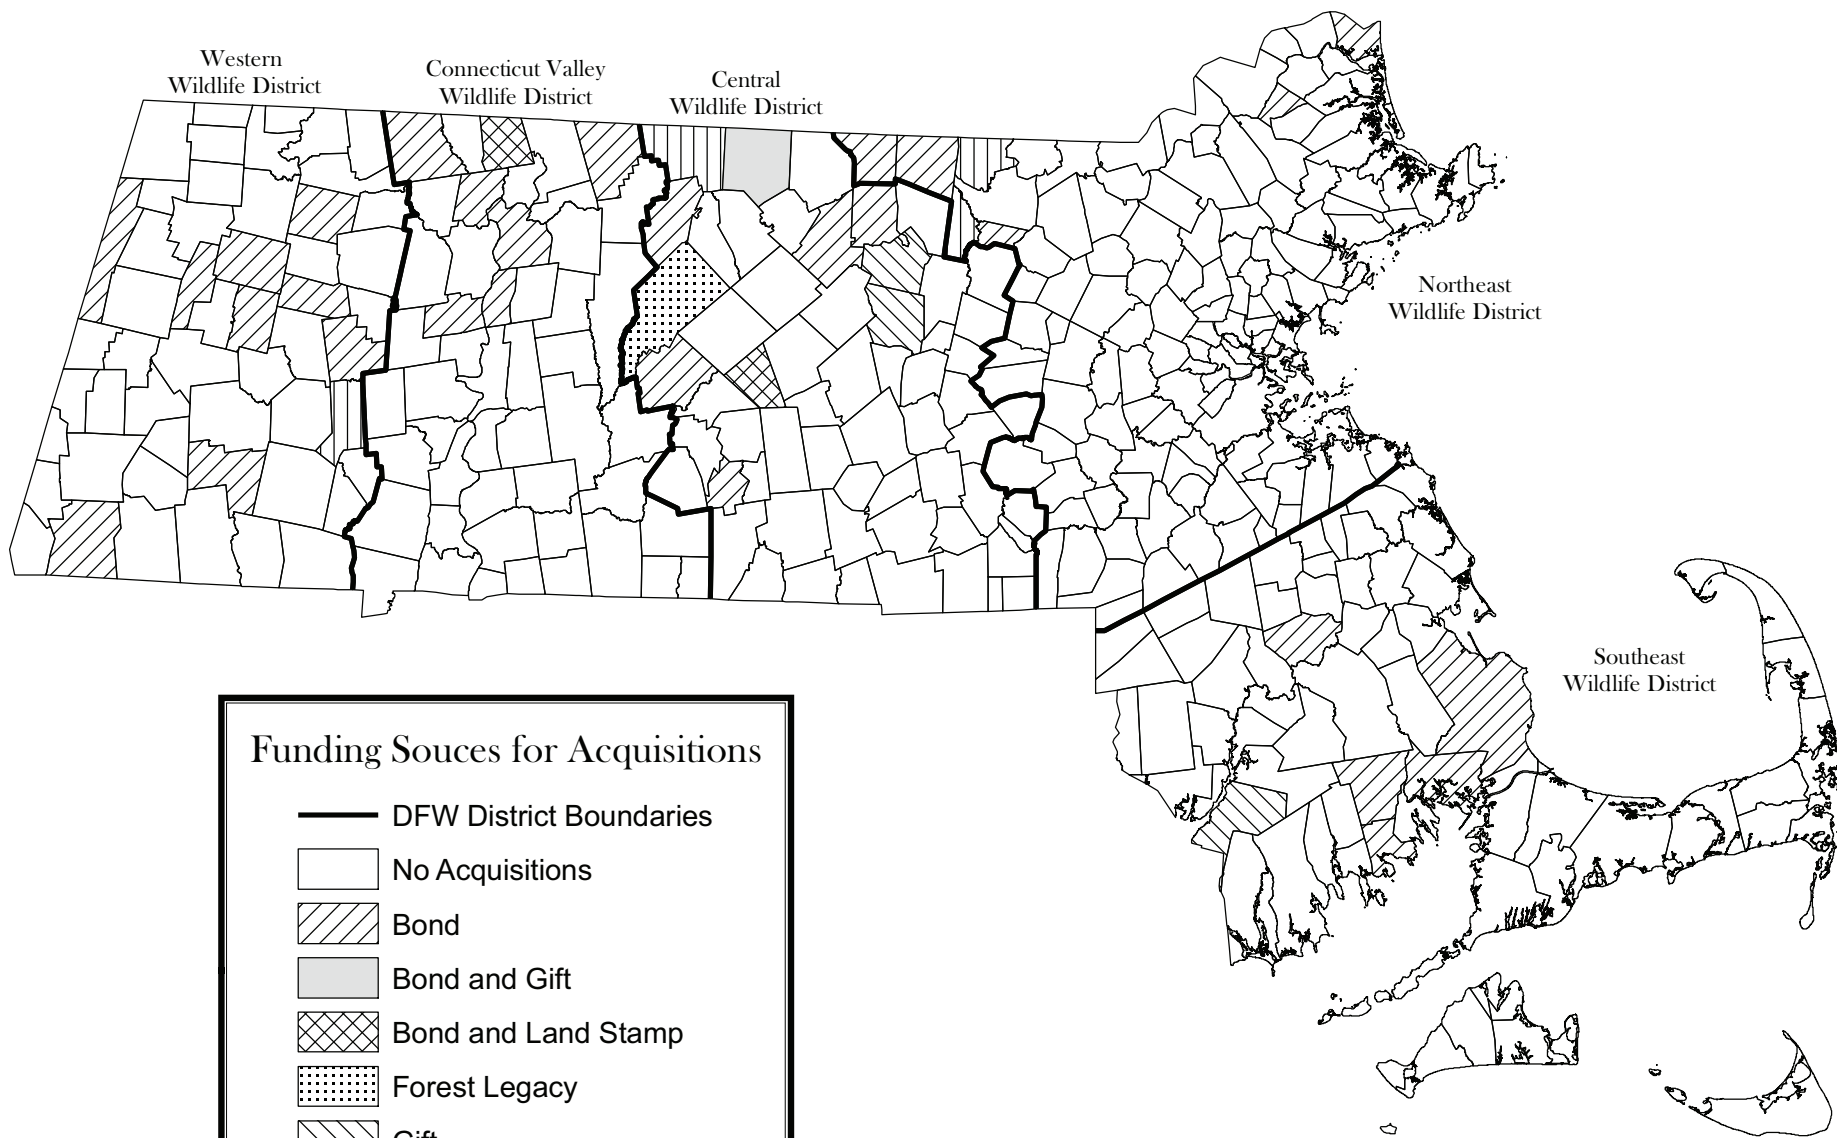 Western
Wildlife District
Connecticut Valley
Wildlife District
Central
Wildlife District
Northeast
Wildlife District
Southeast
Wildlife District
Funding Souces for Acquisitions
DFW District Boundaries
No Acquisitions
Bond
Bond and Gift
Bond and Land Stamp
Forest Legacy
Gift